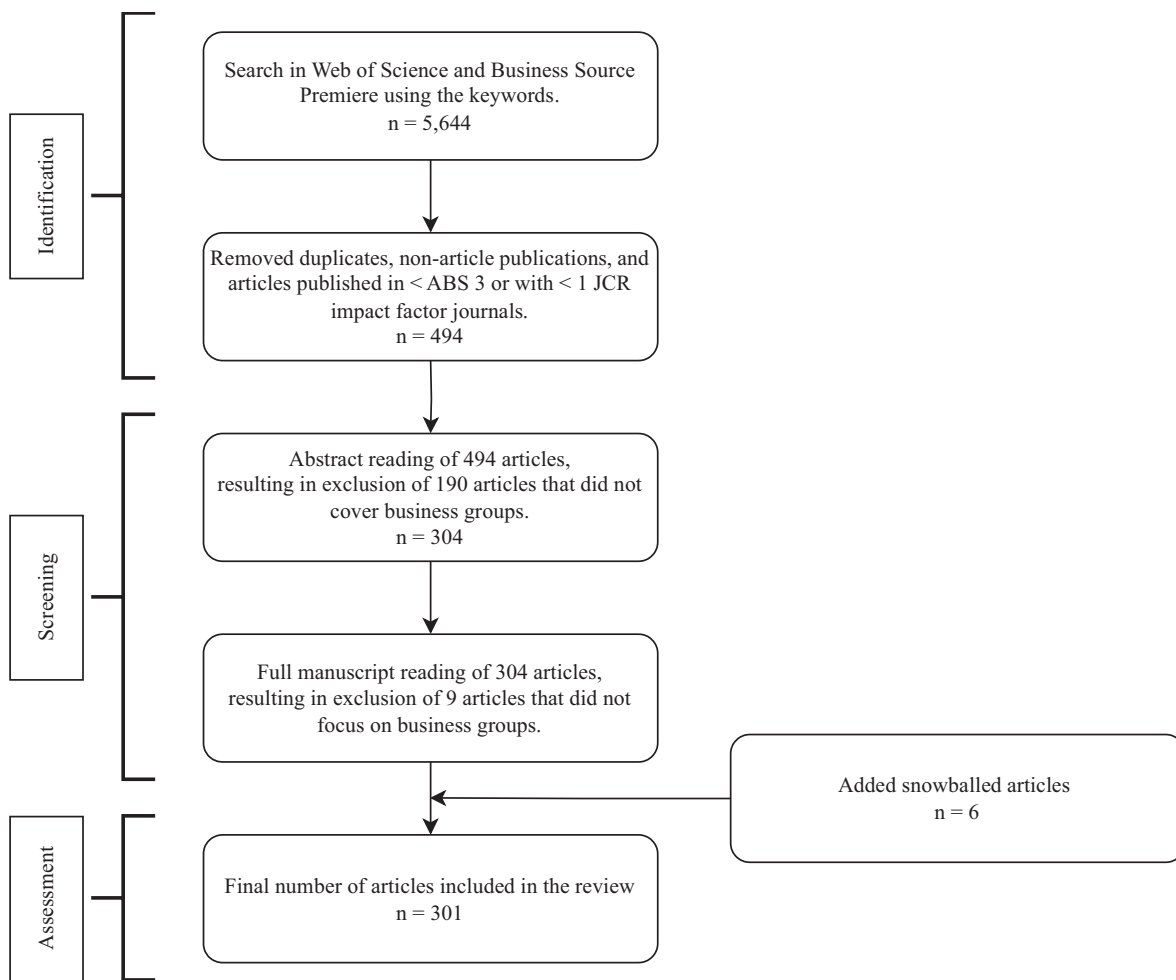 Identification
Search in Web of Science and Business Source
Premiere using the keywords.
n = 5,644
Removed duplicates, non-article publications, and
articles published in < ABS 3 or with < 1 JCR
impact factor journals.
n = 494
Screening
Abstract reading of 494 articles,
resulting in exclusion of 190 articles that did not
cover business groups.
n = 304
Full manuscript reading of 304 articles,
resulting in exclusion of 9 articles that did not
focus on business groups.
Added snowballed articles
n = 6
Assessment
Final number of articles included in the review
n = 301